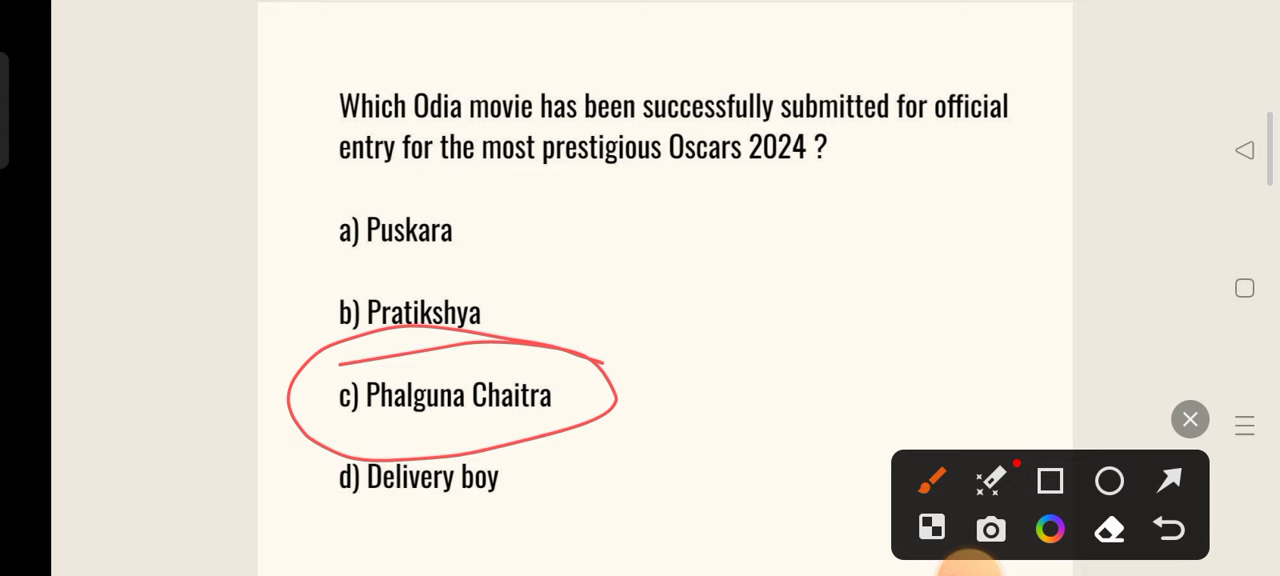 Which Odia movie has been successfully submitted for official
entry for the most prestigious Oscars 2024 ?
a) Puskara
b) Pratikshya
c) Phalguna Chaitra
d) Delivery boy